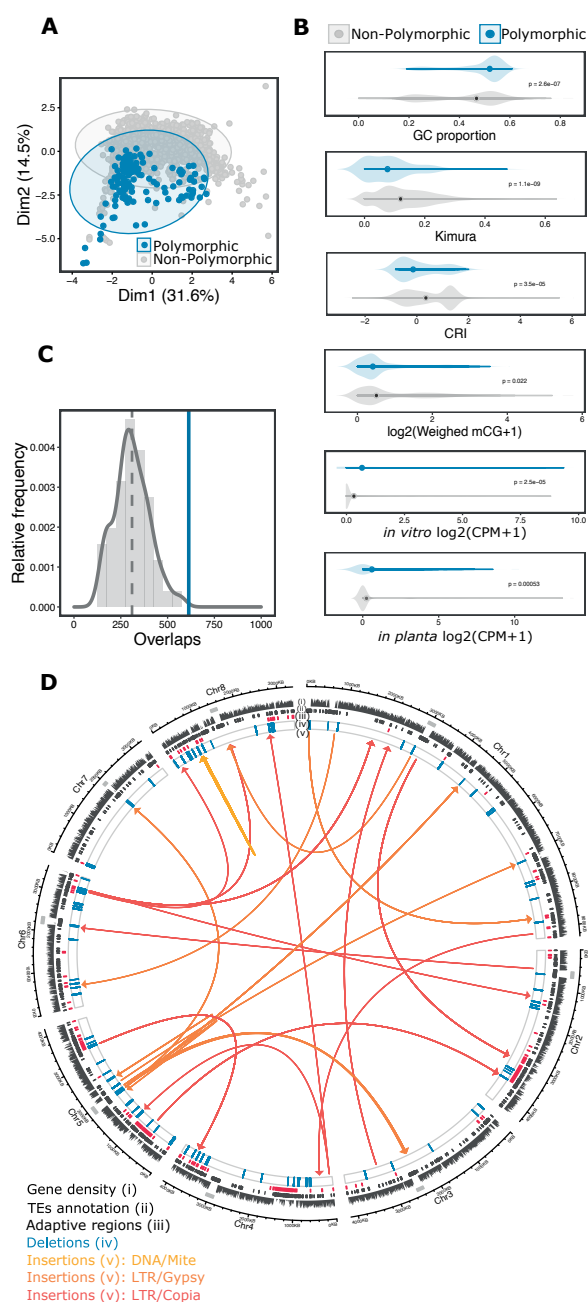 A
2.5
0.0
−2.5
−5.0
Dim2 (14.5%)
Polymorphic
Non-Polymorphic
−4 −2 0 2 4 6
Dim1 (31.6%)
B
Non-Polymorphic Polymorphic
p = 2.6e−07
0.0 0.2 0.4 0.6 0.8
GC proportion
p = 1.1e−09
0.0 0.2 0.4 0.6
Kimura
p = 3.5e−05
−2 0 2 4 6
CRI
p = 0.022
0 2 4 6
log2(Weighed mCG+1)
p = 2.5e−05
0.0 2.5 5.0 7.5 10.0
in vitro log2(CPM+1)
p = 0.00053
0 5 10
in planta log2(CPM+1)
C
0.004
0.003
0.002
0.001
0.000
Relative frequency
0 250 500 750 1000
Overlaps
D
(i)
(ii)
(iii)
(iv)
(v)
Chr1
Chr2
Chr3
Chr4
Chr5
Chr6
Chr7
Chr8
Gene density (i)
TEs annotation (ii)
Adaptive regions (iii)
Deletions (iv)
Insertions (v): DNA/Mite
Insertions (v): LTR/Gypsy
Insertions (v): LTR/Copia